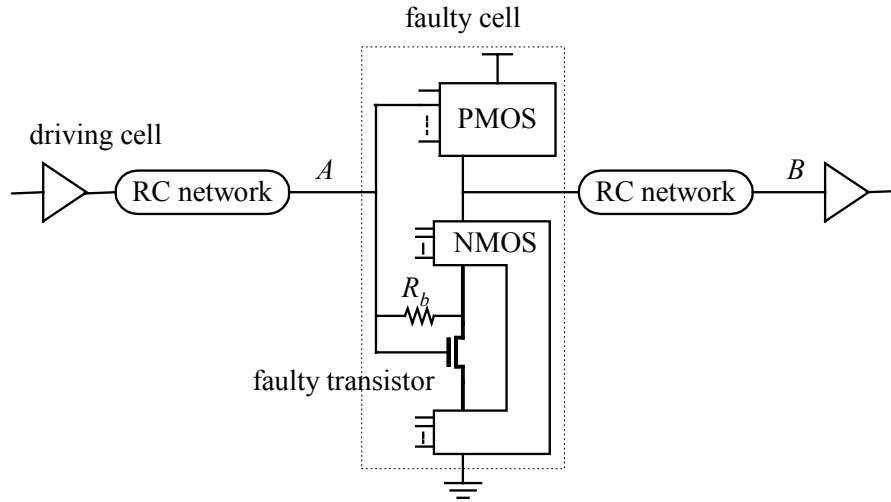 faulty cell
PMOS
driving cell
RC network
A
RC network
B
NMOS
R_b
faulty transistor